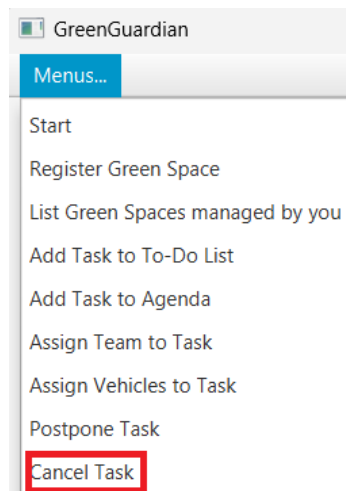 GreenGuardian
Menus...
Start
Register Green Space
List Green Spaces managed by you
Add Task to To-Do List
Add Task to Agenda
Assign Team to Task
Assign Vehicles to Task
Postpone Task
Cancel Task